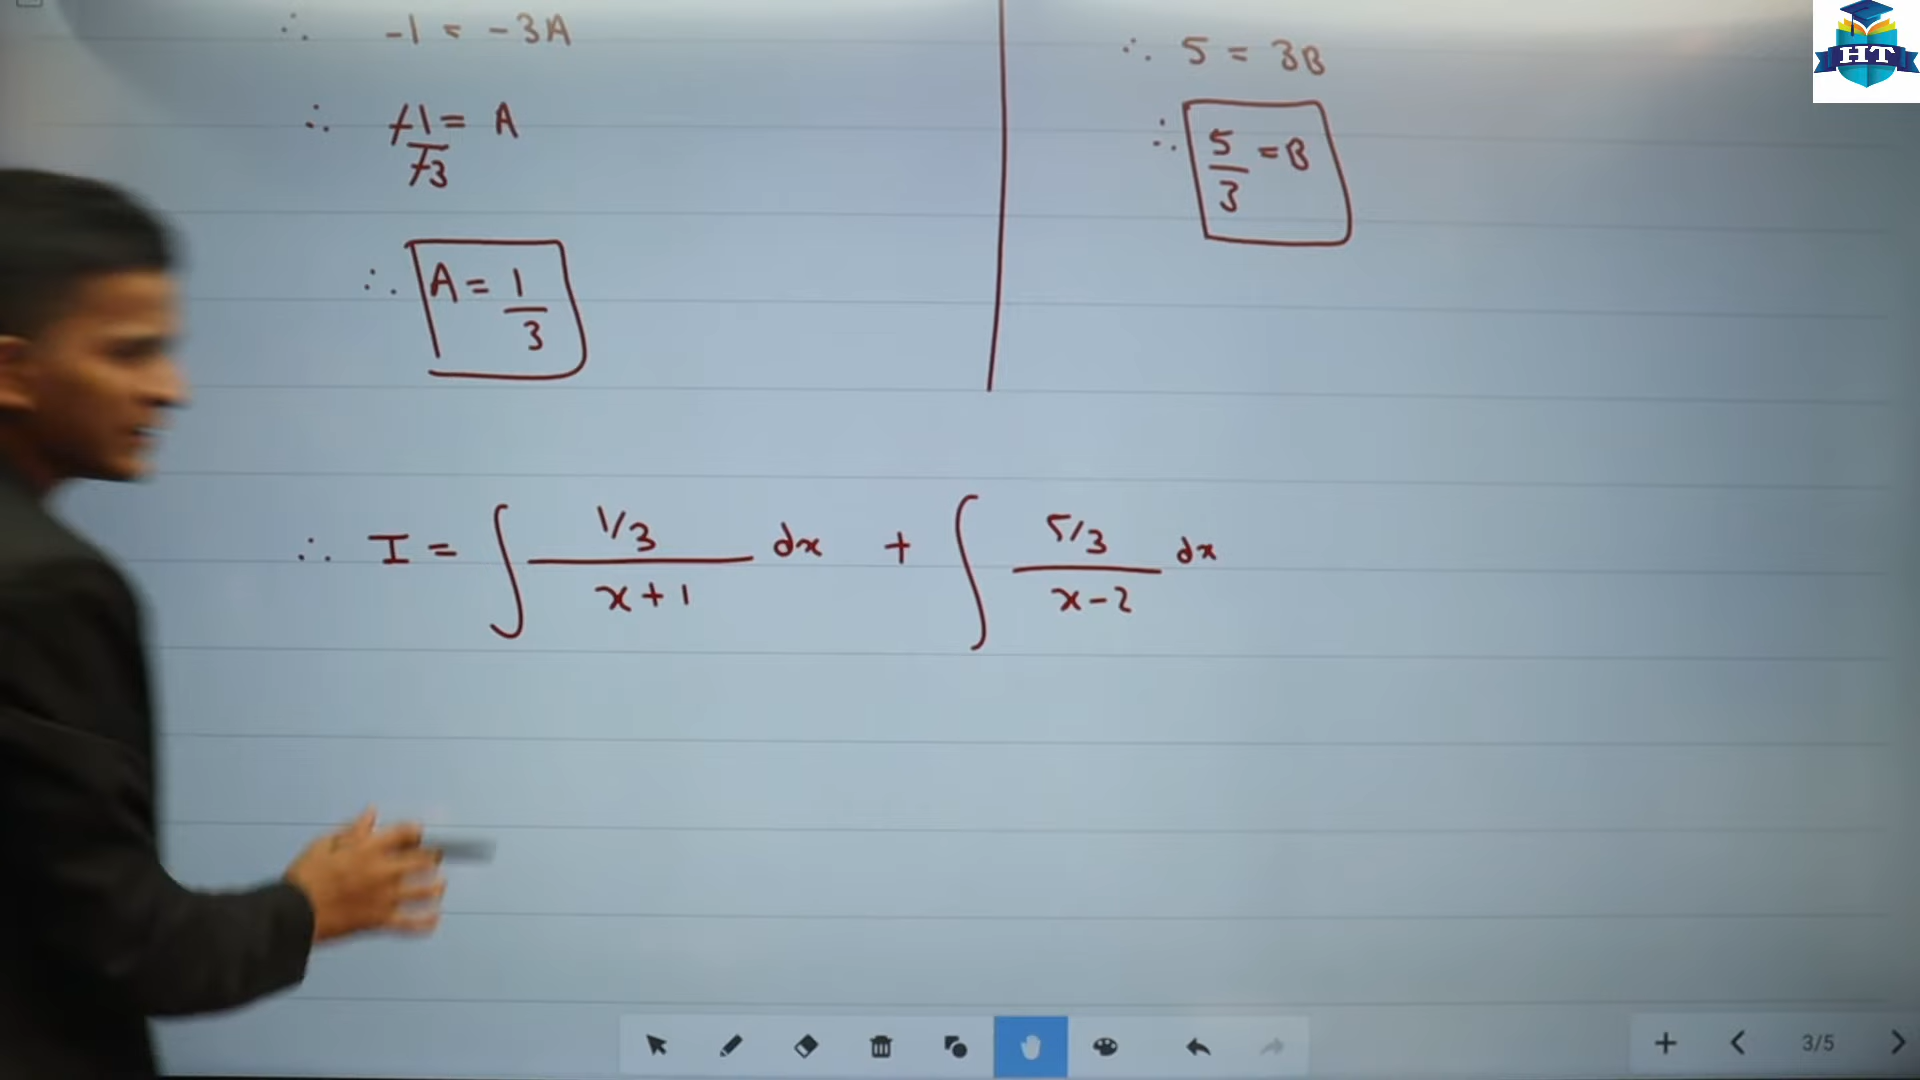 ∴ -1 = -3A
∴ -1/-3 = A
∴ A = 1/3
∴ 5 = 3B
∴ 5/3 = B
∴ I = ∫ (1/3)/(x+1) dx + ∫ (5/3)/(x-2) dx
HT
3/5